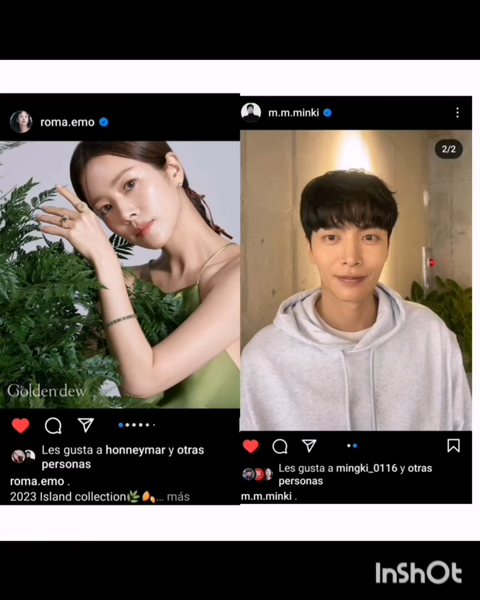 roma.emo
Golden dew
Les gusta a honneymar y otras
personas
roma.emo .
2023 Island collection🌿🍂... más
m.m.minki
2/2
Les gusta a mingki_0116 y otras
personas
m.m.minki .
InShOt